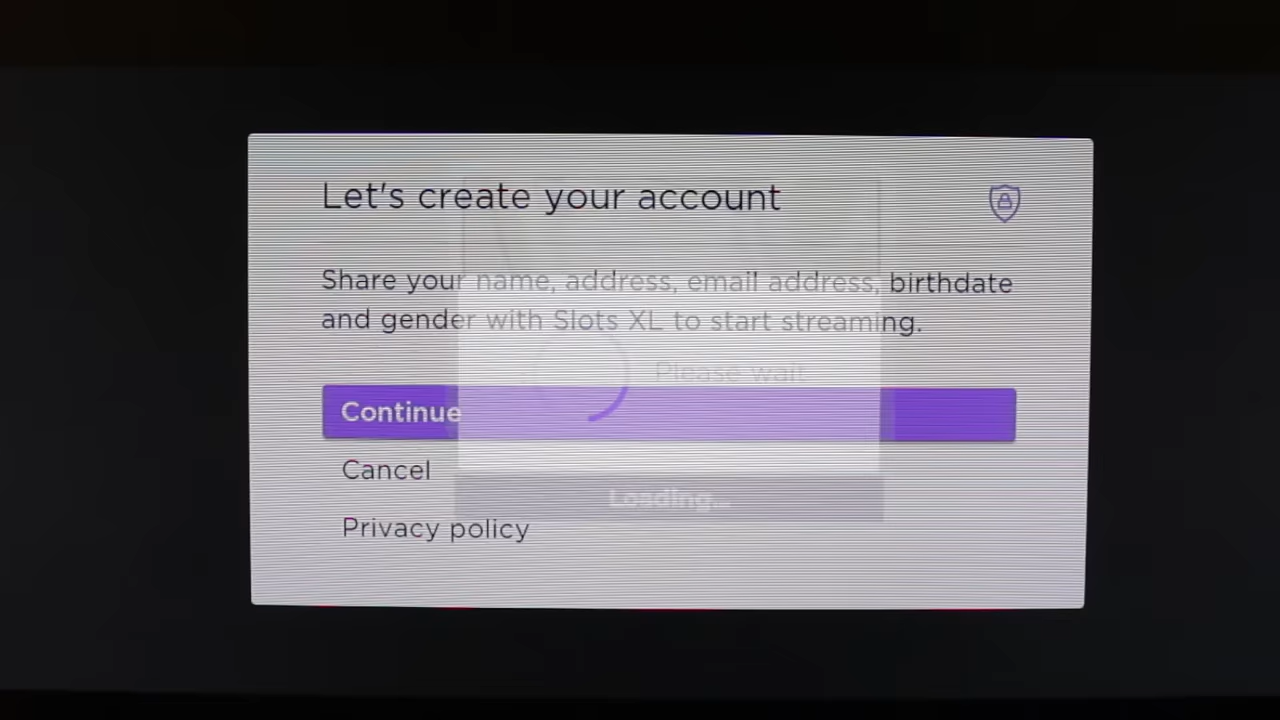 Let's create your account
Share your name, address, email address, birthdate
and gender with Slots XL to start streaming.
Please wait
Continue
Cancel
Loading...
Privacy policy